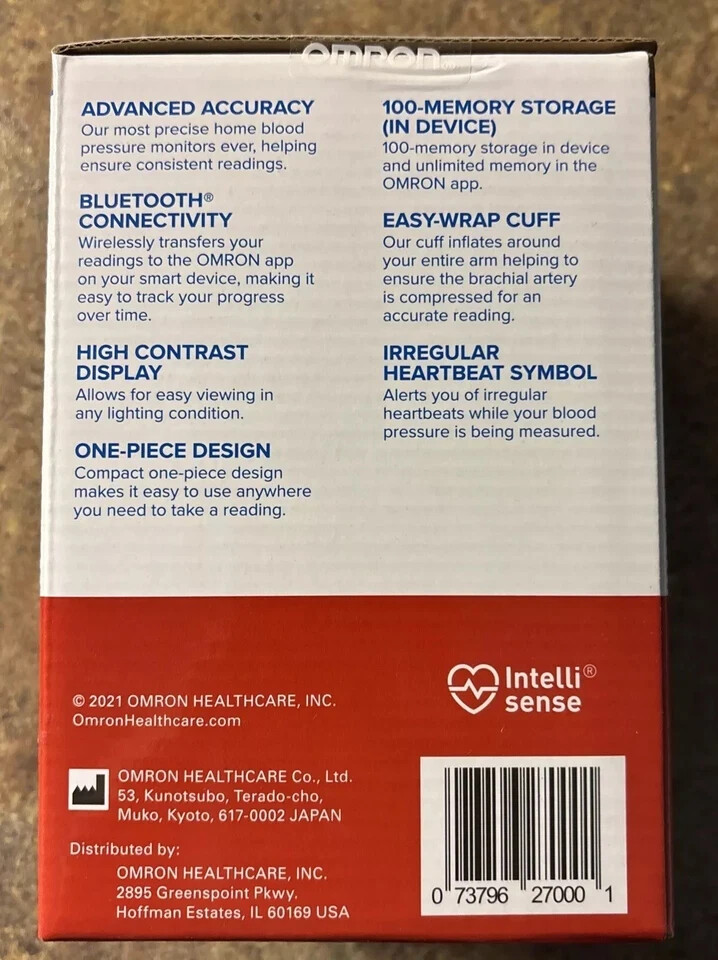 OMRON
ADVANCED ACCURACY
Our most precise home blood
pressure monitors ever, helping
ensure consistent readings.
BLUETOOTH®
CONNECTIVITY
Wirelessly transfers your
readings to the OMRON app
on your smart device, making it
easy to track your progress
over time.
HIGH CONTRAST
DISPLAY
Allows for easy viewing in
any lighting condition.
ONE-PIECE DESIGN
Compact one-piece design
makes it easy to use anywhere
you need to take a reading.
100-MEMORY STORAGE
(IN DEVICE)
100-memory storage in device
and unlimited memory in the
OMRON app.
EASY-WRAP CUFF
Our cuff inflates around
your entire arm helping to
ensure the brachial artery
is compressed for an
accurate reading.
IRREGULAR
HEARTBEAT SYMBOL
Alerts you of irregular
heartbeats while your blood
pressure is being measured.
© 2021 OMRON HEALTHCARE, INC.
OmronHealthcare.com
Intelli®
sense
OMRON HEALTHCARE Co., Ltd.
53, Kunotsubo, Terado-cho,
Muko, Kyoto, 617-0002 JAPAN
Distributed by:
OMRON HEALTHCARE, INC.
2895 Greenspoint Pkwy.
Hoffman Estates, IL 60169 USA
0 73796 27000 1